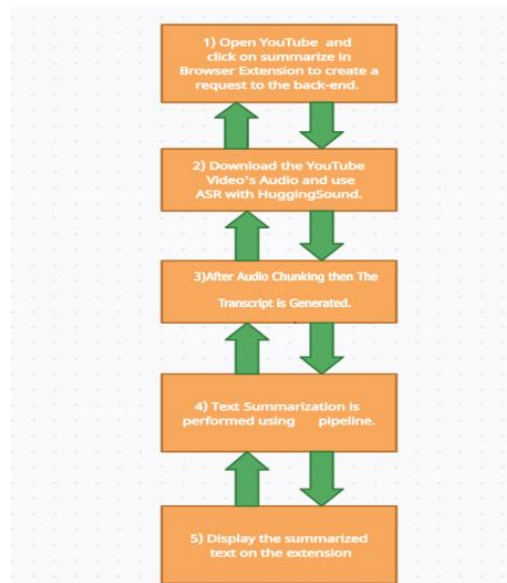 1) Open YouTube and
click on summarize in
Browser Extension to create a
request to the back-end.
2) Download the YouTube
Video's Audio and use
ASR with HuggingSound.
3)After Audio Chunking then The
Transcript is Generated.
4) Text Summarization is
performed using pipeline.
5) Display the summarized
text on the extension